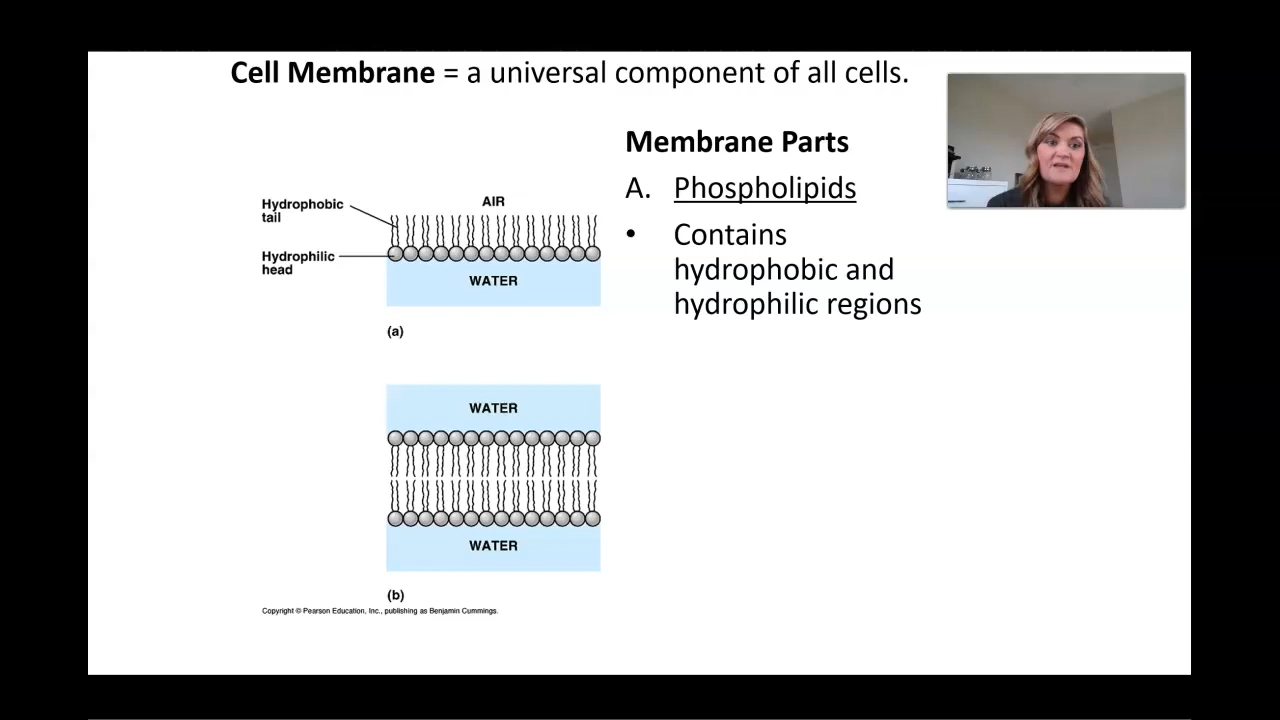 Cell Membrane = a universal component of all cells.
Membrane Parts
A. Phospholipids
• Contains
hydrophobic and
hydrophilic regions
Hydrophobic
tail
AIR
Hydrophilic
head
WATER
(a)
WATER
WATER
(b)
Copyright © Pearson Education, Inc., publishing as Benjamin Cummings.